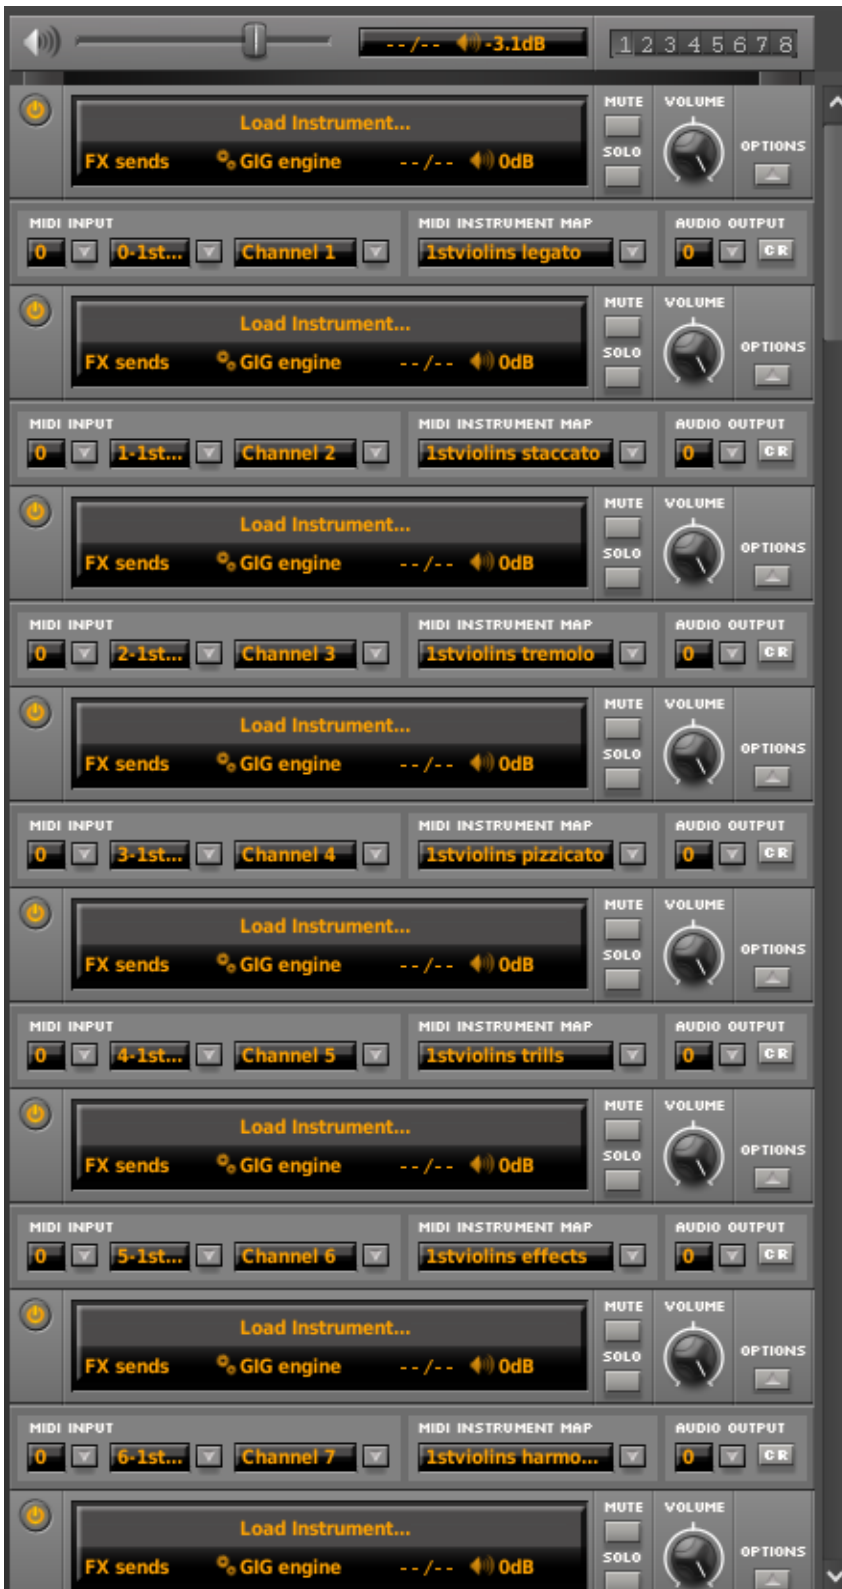 --/-- -3.1dB 1 2 3 4 5 6 7 8
MUTE VOLUME
Load Instrument...
OPTIONS
SOLO
FX sends GIG engine --/-- 0dB
MIDI INPUT MIDI INSTRUMENT MAP AUDIO OUTPUT
0 0-1st... Channel 1 1stviolins legato 0 CR
MUTE VOLUME
Load Instrument...
OPTIONS
SOLO
FX sends GIG engine --/-- 0dB
MIDI INPUT MIDI INSTRUMENT MAP AUDIO OUTPUT
0 1-1st... Channel 2 1stviolins staccato 0 CR
MUTE VOLUME
Load Instrument...
OPTIONS
SOLO
FX sends GIG engine --/-- 0dB
MIDI INPUT MIDI INSTRUMENT MAP AUDIO OUTPUT
0 2-1st... Channel 3 1stviolins tremolo 0 CR
MUTE VOLUME
Load Instrument...
OPTIONS
SOLO
FX sends GIG engine --/-- 0dB
MIDI INPUT MIDI INSTRUMENT MAP AUDIO OUTPUT
0 3-1st... Channel 4 1stviolins pizzicato 0 CR
MUTE VOLUME
Load Instrument...
OPTIONS
SOLO
FX sends GIG engine --/-- 0dB
MIDI INPUT MIDI INSTRUMENT MAP AUDIO OUTPUT
0 4-1st... Channel 5 1stviolins trills 0 CR
MUTE VOLUME
Load Instrument...
OPTIONS
SOLO
FX sends GIG engine --/-- 0dB
MIDI INPUT MIDI INSTRUMENT MAP AUDIO OUTPUT
0 5-1st... Channel 6 1stviolins effects 0 CR
MUTE VOLUME
Load Instrument...
OPTIONS
SOLO
FX sends GIG engine --/-- 0dB
MIDI INPUT MIDI INSTRUMENT MAP AUDIO OUTPUT
0 6-1st... Channel 7 1stviolins harmo... 0 CR
MUTE VOLUME
Load Instrument...
OPTIONS
SOLO
FX sends GIG engine --/-- 0dB